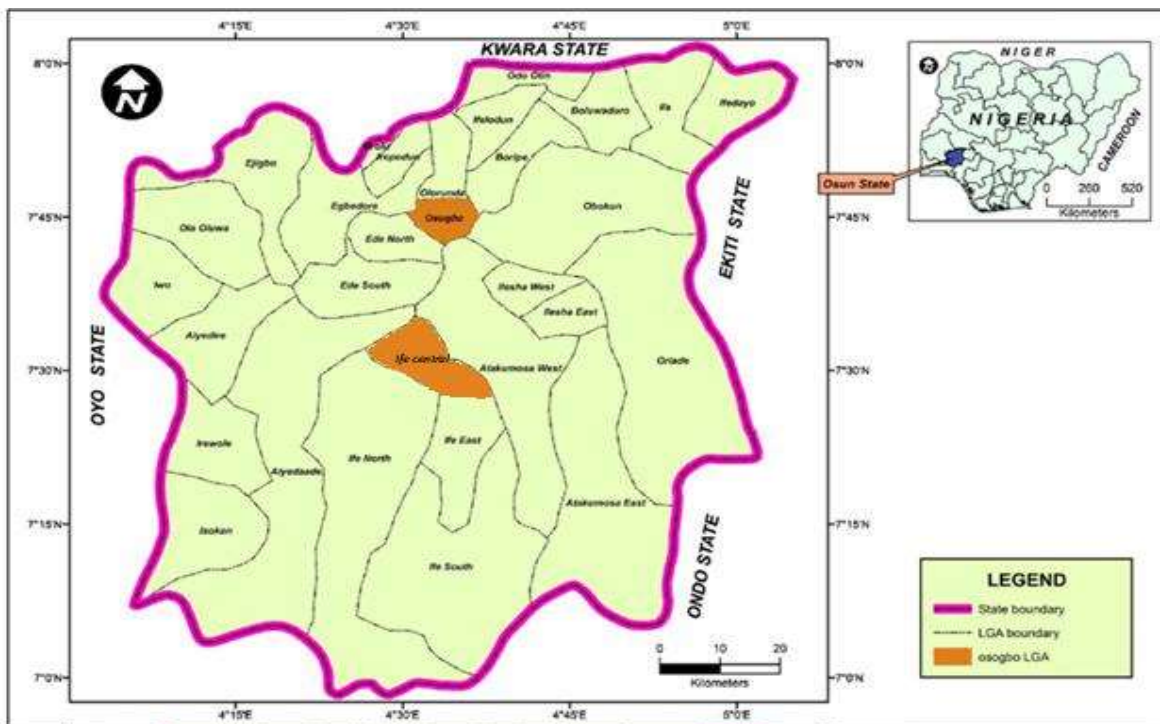 4°15'E 4°30'E 4°45'E 5°0'E
KWARA STATE
8°0'N
8°0'N
N
Odo Otin
Ifelodun
Boluwaduro
Ila
Ifedayo
Ejigbo
Irepodun
Boripe
Egbedore
Olorunda
Osogbo
Obokun
7°45'N
7°45'N
Ola Oluwa
Ede North
EKITI STATE
Iwo
Ede South
Ilesha West
Ilesha East
Aiyedire
OYO STATE
Ife central
Atakumosa West
Oriade
7°30'N
7°30'N
Irewole
Ife East
Aiyedaade
Ife North
Atakumosa East
7°15'N
7°15'N
Isokan
Ife South
ONDO STATE
0 10 20
Kilometers
7°0'N
7°0'N
4°15'E 4°30'E 4°45'E 5°0'E
NIGER
NIGERIA
CAMEROON
Osun State
0 260 520
Kilometers
LEGEND
State boundary
LGA boundary
osogbo LGA